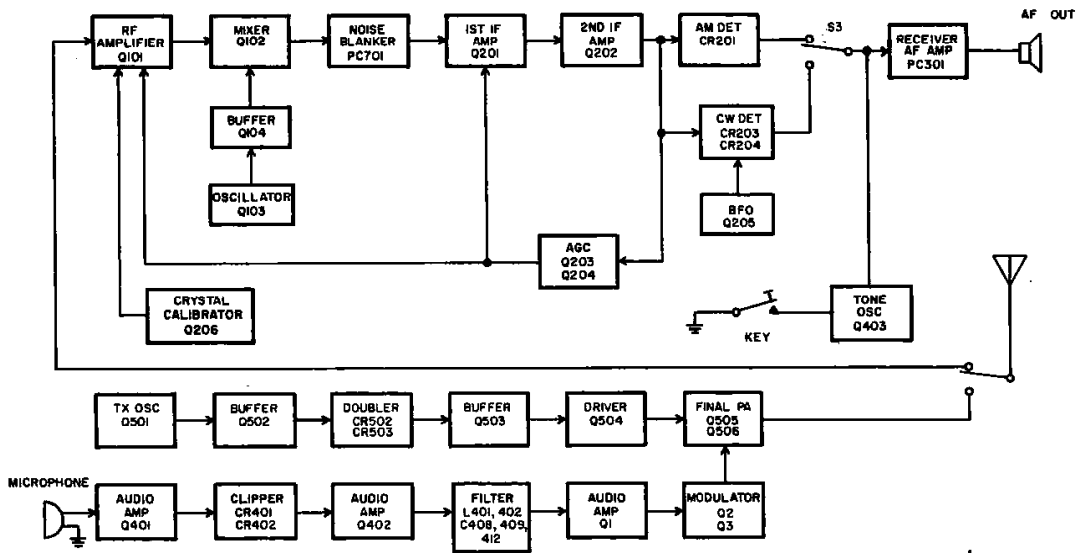 AF OUT
RF
AMPLIFIER
Q101
MIXER
Q102
NOISE
BLANKER
PC701
1ST IF
AMP
Q201
2ND IF
AMP
Q202
AM DET
CR201
S3
RECEIVER
AF AMP
PC301
BUFFER
Q104
CW DET
CR203
CR204
OSCILLATOR
Q103
BFO
Q205
AGC
Q203
Q204
CRYSTAL
CALIBRATOR
Q206
KEY
TONE
OSC
Q403
TX OSC
Q501
BUFFER
Q502
DOUBLER
CR502
CR503
BUFFER
Q503
DRIVER
Q504
FINAL PA
Q505
Q506
MICROPHONE
AUDIO
AMP
Q401
CLIPPER
CR401
CR402
AUDIO
AMP
Q402
FILTER
L401, 402
C408, 409,
412
AUDIO
AMP
Q1
MODULATOR
Q2
Q3